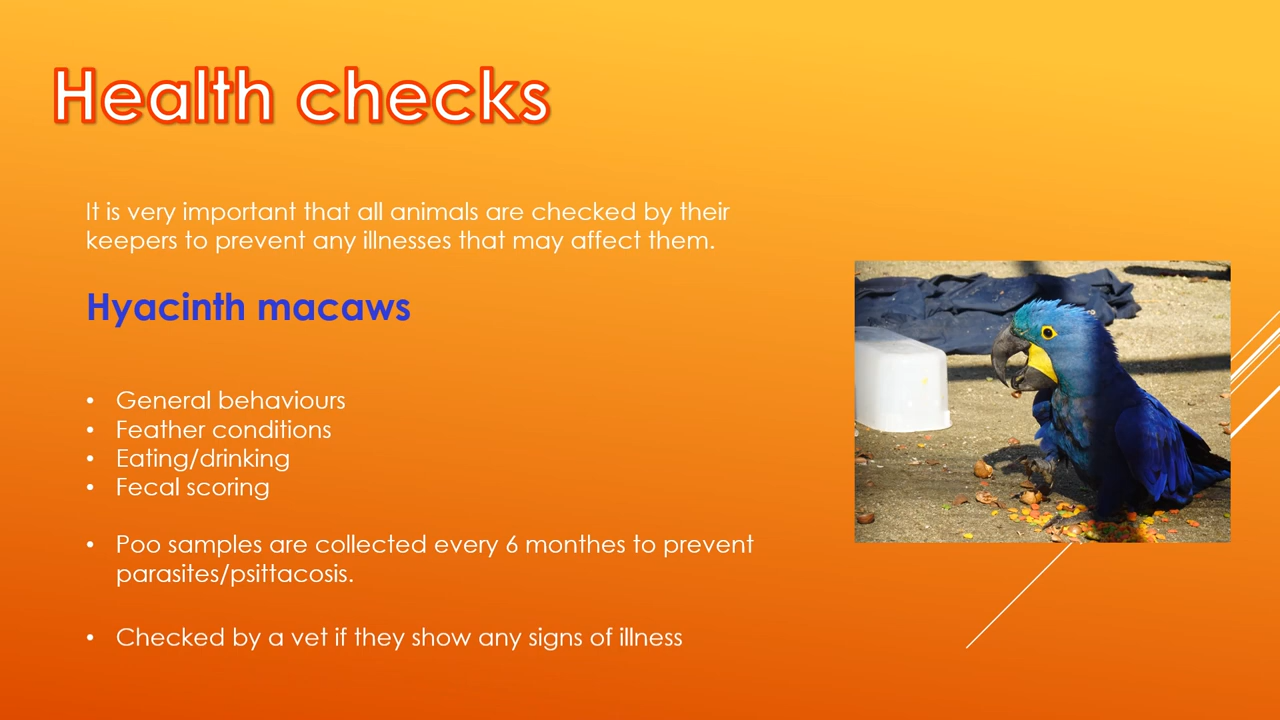 Health checks
It is very important that all animals are checked by their
keepers to prevent any illnesses that may affect them.
Hyacinth macaws
• General behaviours
• Feather conditions
• Eating/drinking
• Fecal scoring
• Poo samples are collected every 6 monthes to prevent
parasites/psittacosis.
• Checked by a vet if they show any signs of illness